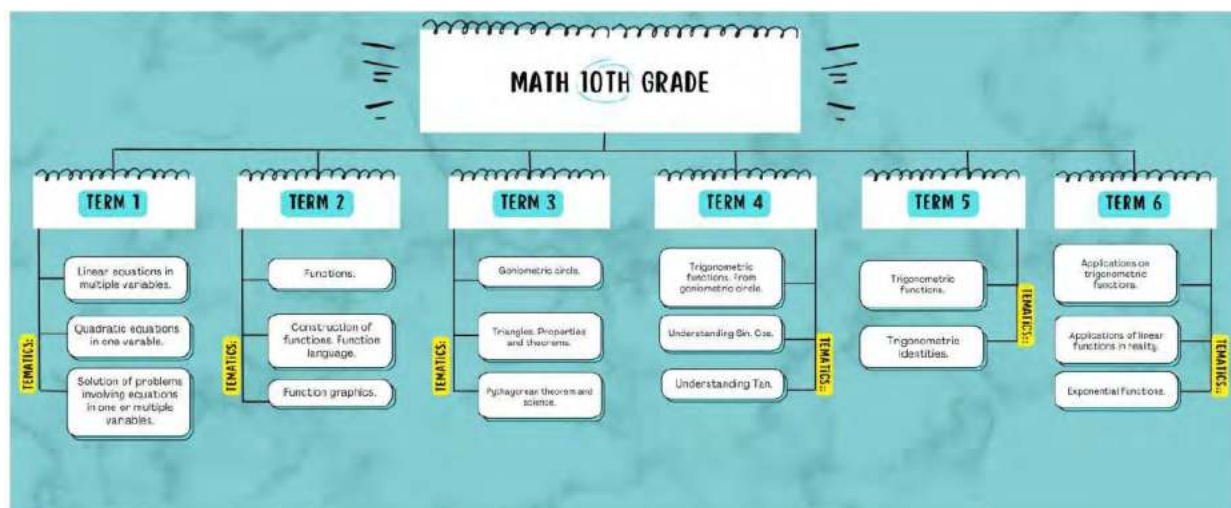 MATH 10TH GRADE
TERM 1
TEMATICS:
Linear equations in
multiple variables.
Quadratic equations
in one variable.
Solution of problems
involving equations
in one or multiple
variables.
TERM 2
TEMATICS:
Functions.
Construction of
functions. Function
language.
Function graphics.
TERM 3
TEMATICS:
Goniometric circle.
Triangles. Properties
and theorems.
Pythagorean theorem and
science.
TERM 4
TEMATICS:
Trigonometric
functions. From
goniometric circle.
Understanding Sin. Cos.
Understanding Tan.
TERM 5
TEMATICS:
Trigonometric
functions.
Trigonometric
Identities.
TERM 6
TEMATICS:
Applications on
trigonometric
functions.
Applications of linear
functions in reality.
Exponential Functions.